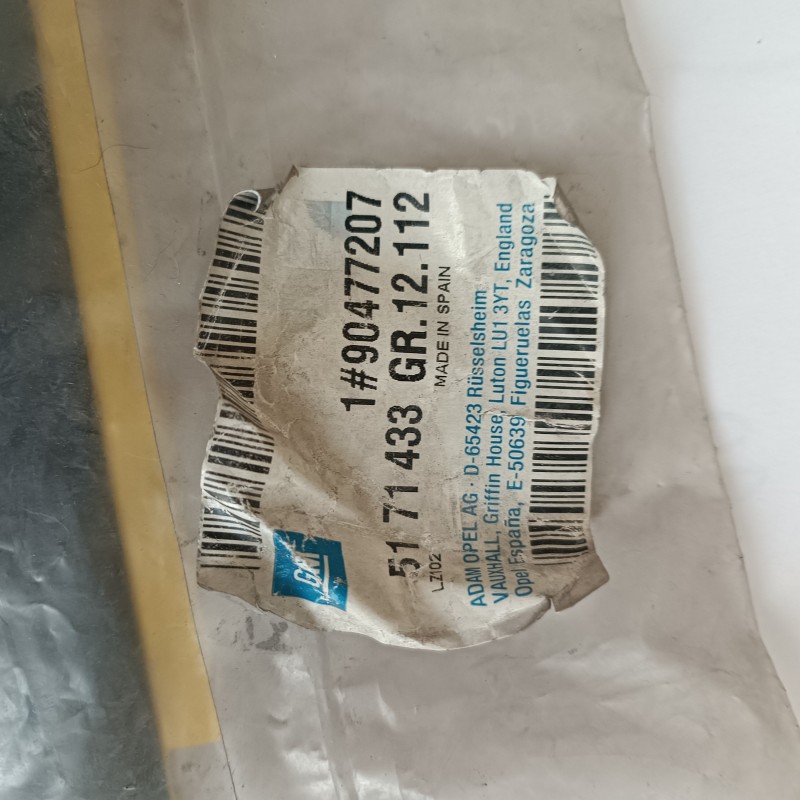 GM
1#90477207
51 71 433 GR.12.112
LZ102 MADE IN SPAIN
ADAM OPEL AG · D-65423 Rüsselsheim
VAUXHALL, Griffin House, Luton LU1 3YT, England
Opel España, E-50639 Figueruelas Zaragoza